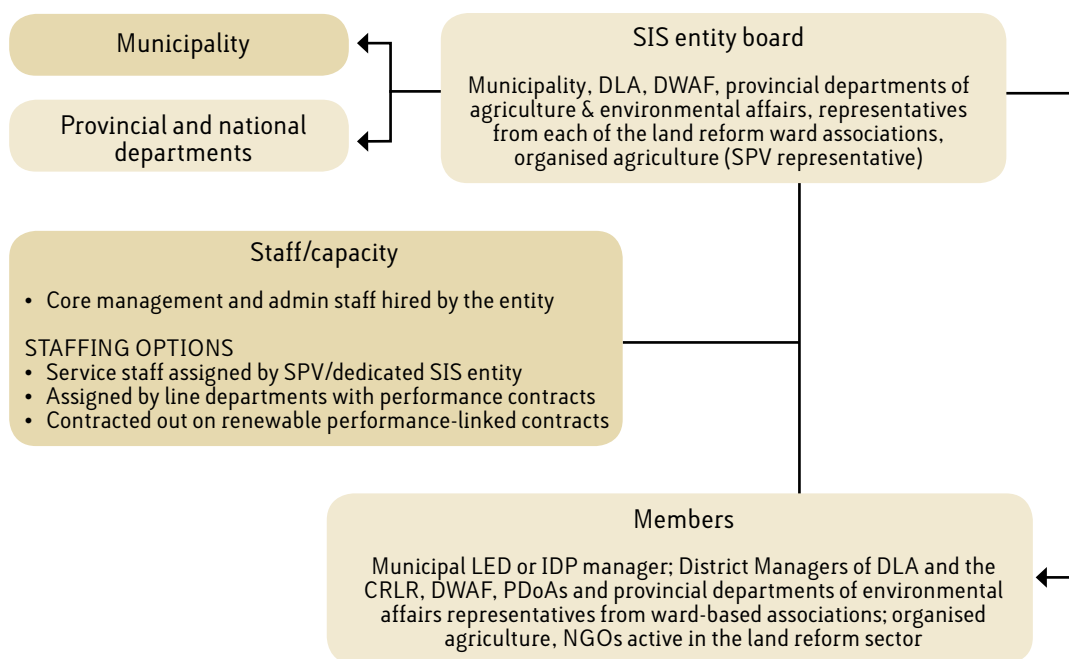 Municipality
Provincial and national
departments
SIS entity board
Municipality, DLA, DWAF, provincial departments of
agriculture & environmental affairs, representatives
from each of the land reform ward associations,
organised agriculture (SPV representative)
Staff/capacity
• Core management and admin staff hired by the entity
STAFFING OPTIONS
• Service staff assigned by SPV/dedicated SIS entity
• Assigned by line departments with performance contracts
• Contracted out on renewable performance-linked contracts
Members
Municipal LED or IDP manager; District Managers of DLA and the
CRLR, DWAF, PDoAs and provincial departments of environmental
affairs representatives from ward-based associations; organised
agriculture, NGOs active in the land reform sector